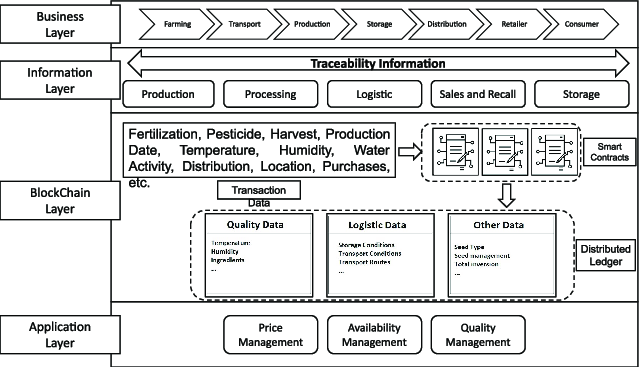 Business
Layer
Farming
Transport
Production
Storage
Distribution
Retailer
Consumer
Traceability Information
Information
Layer
Production
Processing
Logistic
Sales and Recall
Storage
Fertilization, Pesticide, Harvest, Production
Date, Temperature, Humidity, Water
Activity, Distribution, Location, Purchases,
etc.
Smart
Contracts
Transaction
Data
BlockChain
Layer
Quality Data
Temperature
Humidity
Ingredients
...
Logistic Data
Storage Conditions
Transport Conditions
Transport Routes
...
Other Data
Seed Type
Seed management
Total inversion
...
Distributed
Ledger
Application
Layer
Price
Management
Availability
Management
Quality
Management